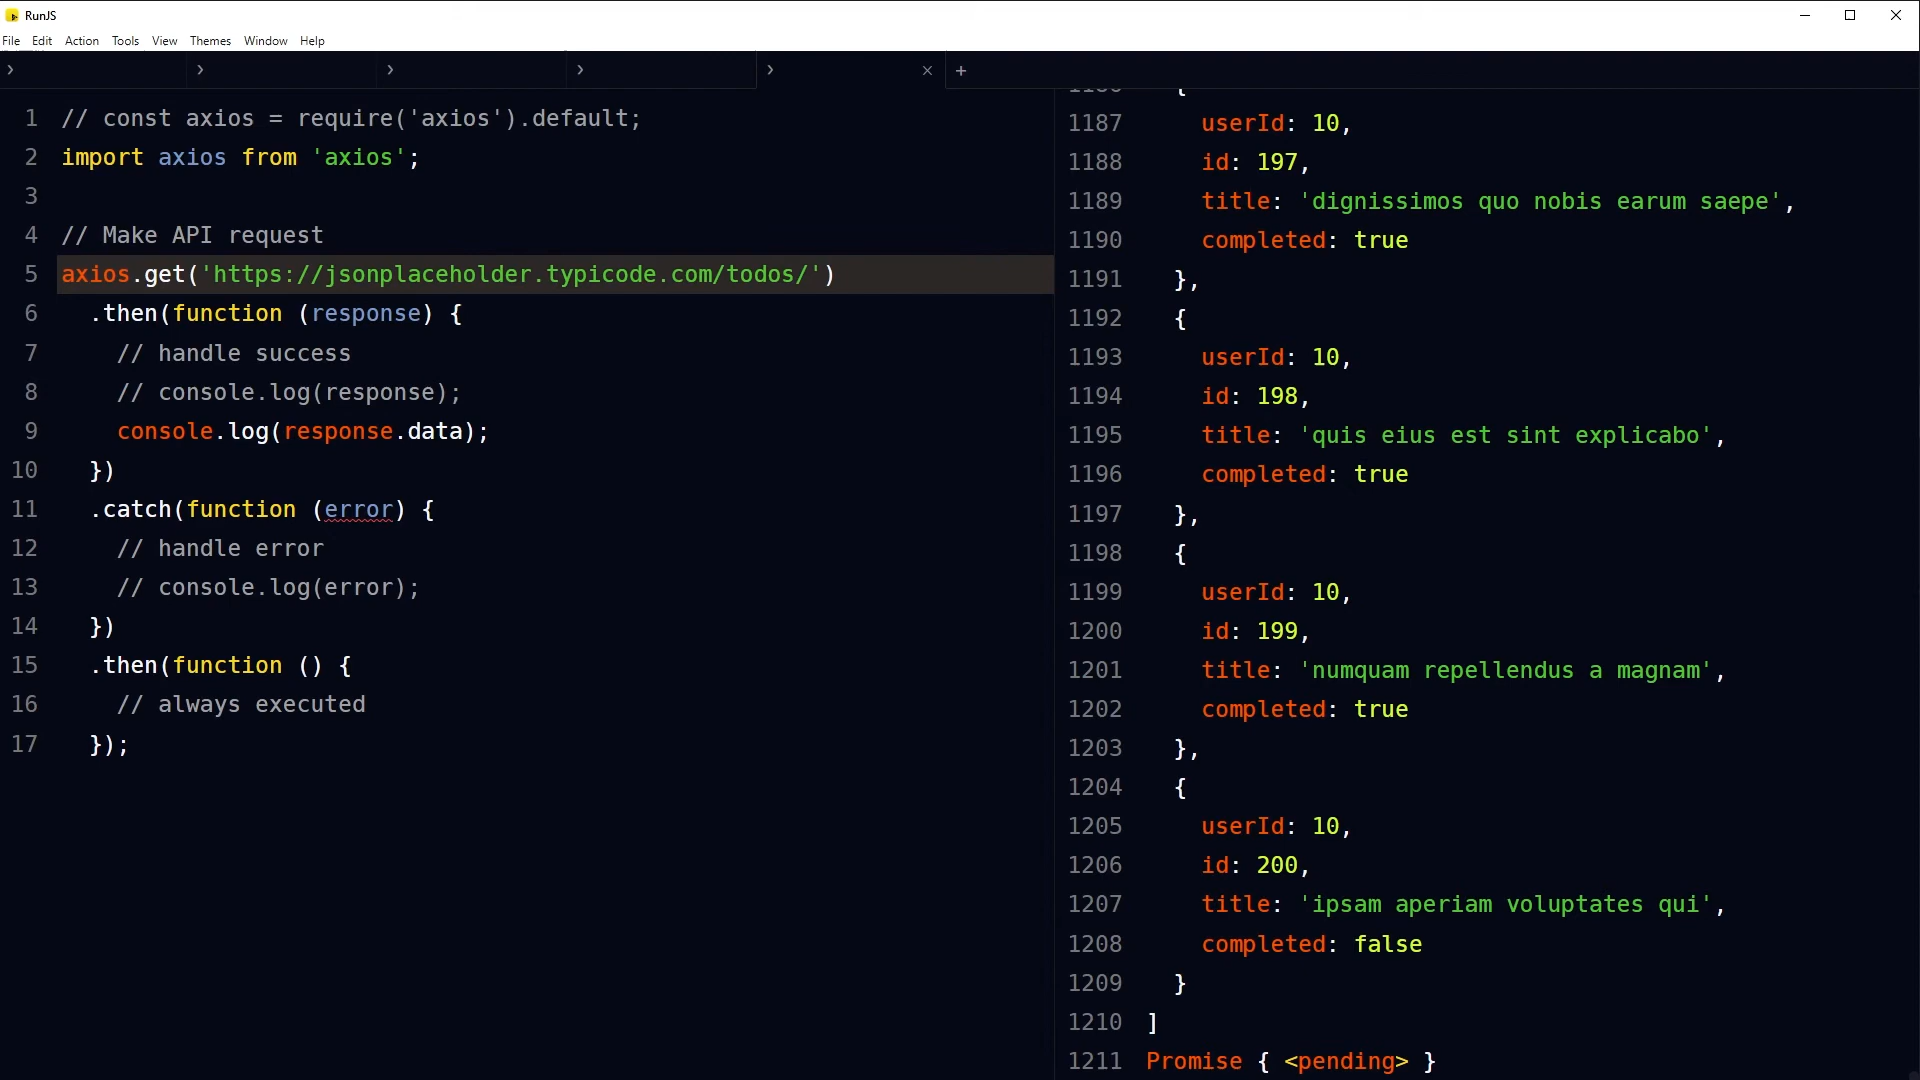 RunJS
File Edit Action Tools View Themes Window Help
1 // const axios = require('axios').default;
2 import axios from 'axios';
3
4 // Make API request
5 axios.get('https://jsonplaceholder.typicode.com/todos/')
6 .then(function (response) {
7 // handle success
8 // console.log(response);
9 console.log(response.data);
10 })
11 .catch(function (error) {
12 // handle error
13 // console.log(error);
14 })
15 .then(function () {
16 // always executed
17 });
1186 {
1187 userId: 10,
1188 id: 197,
1189 title: 'dignissimos quo nobis earum saepe',
1190 completed: true
1191 },
1192 {
1193 userId: 10,
1194 id: 198,
1195 title: 'quis eius est sint explicabo',
1196 completed: true
1197 },
1198 {
1199 userId: 10,
1200 id: 199,
1201 title: 'numquam repellendus a magnam',
1202 completed: true
1203 },
1204 {
1205 userId: 10,
1206 id: 200,
1207 title: 'ipsam aperiam voluptates qui',
1208 completed: false
1209 }
1210 ]
1211 Promise { <pending> }